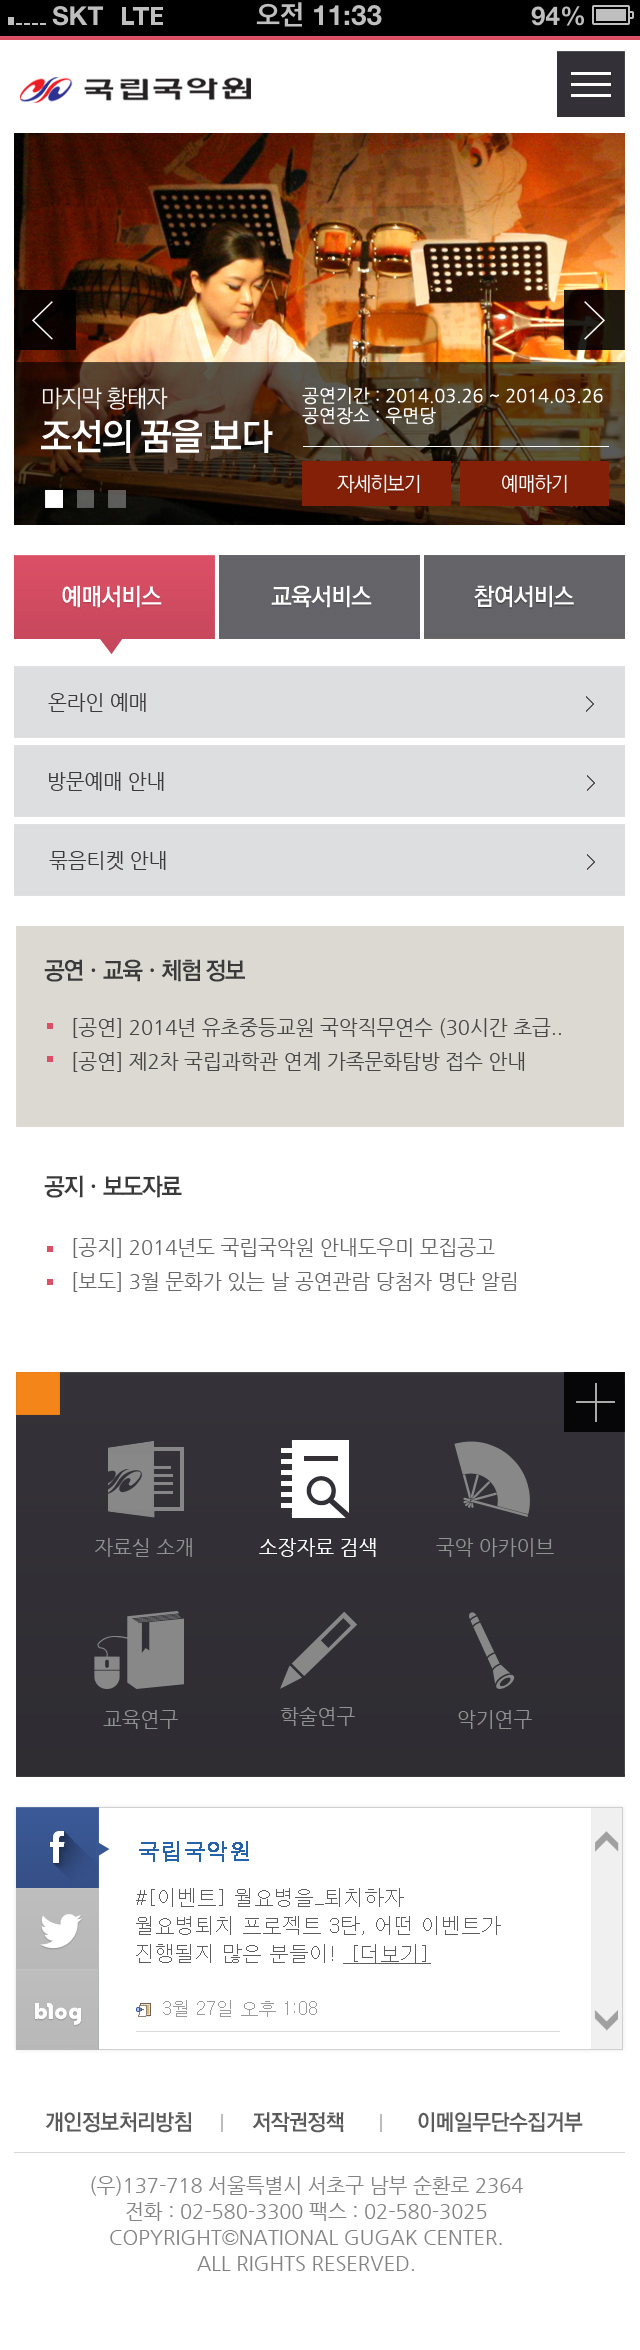 SKT LTE 오전 11:33 94%
국립국악원
마지막 황태자
조선의 꿈을 보다
공연기간 : 2014.03.26 ~ 2014.03.26
공연장소 : 우면당
자세히보기 예매하기
예매서비스 교육서비스 참여서비스
온라인 예매
방문예매 안내
묶음티켓 안내
공연 · 교육 · 체험 정보
[공연] 2014년 유초중등교원 국악직무연수 (30시간 초급..
[공연] 제2차 국립과학관 연계 가족문화탐방 접수 안내
공지 · 보도자료
[공지] 2014년도 국립국악원 안내도우미 모집공고
[보도] 3월 문화가 있는 날 공연관람 당첨자 명단 알림
자료실 소개 소장자료 검색 국악 아카이브
교육연구 학술연구 악기연구
f
국립국악원
#[이벤트] 월요병을_퇴치하자
월요병퇴치 프로젝트 3탄, 어떤 이벤트가
진행될지 많은 분들이! [더보기]
blog
3월 27일 오후 1:08
개인정보처리방침 | 저작권정책 | 이메일무단수집거부
(우)137-718 서울특별시 서초구 남부 순환로 2364
전화 : 02-580-3300 팩스 : 02-580-3025
COPYRIGHT©NATIONAL GUGAK CENTER.
ALL RIGHTS RESERVED.